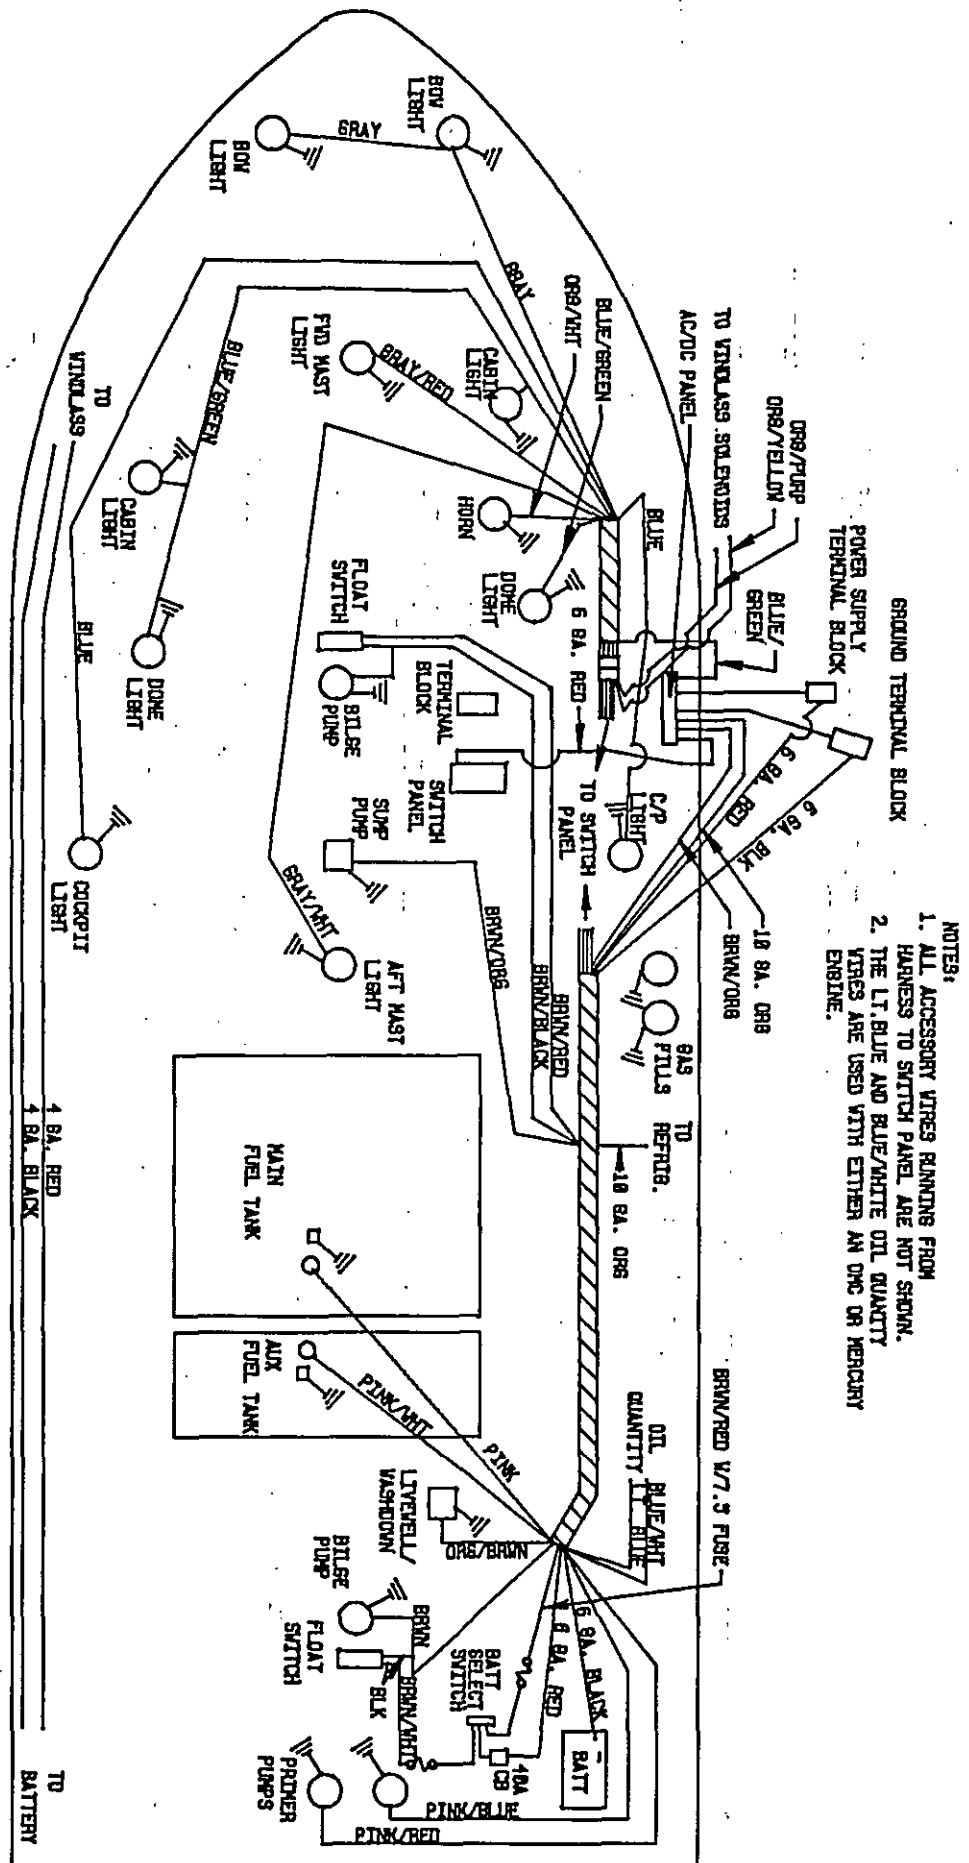 NOTES:
1. ALL ACCESSORY WIRES RUNNING FROM
HARNESS TO SWITCH PANEL ARE NOT SHOWN.
2. THE LT.BLUE AND BLUE/WHITE OIL QUANTITY
WIRES ARE USED WITH EITHER AN OMC OR MERCURY
ENGINE.
GROUND TERMINAL BLOCK
POWER SUPPLY
TERMINAL BLOCK
ORG/PURP
ORG/YELLOW
TO WINDLASS SOLENOIDS
AC/DC PANEL
BLUE/
GREEN
6 GA. RED
6 GA. BLK
10 GA. ORG
BRWN/ORG
BOW
LIGHT
BOW
LIGHT
GRAY
GRAY
ORG/WHT
BLUE/GREEN
CABIN
LIGHT
FWD MAST
LIGHT
GRAY/RED
HORN
DOME
LIGHT
BLUE
6 GA. RED
C/P
LIGHT
TO SWITCH
PANEL
TERMINAL
BLOCK
SWITCH
PANEL
FLOAT
SWITCH
BILGE
PUMP
SUMP
PUMP
BLUE/GREEN
CABIN
LIGHT
DOME
LIGHT
TO
WINDLASS
BLUE
COCKPIT
LIGHT
GRAY/WHT
AFT MAST
LIGHT
BRWN/ORG
BRWN/BLACK
BRWN/RED
GAS
FILLS
TO
REFRIG.
10 GA. ORG
4 GA. RED
4 GA. BLACK
MAIN
FUEL TANK
AUX
FUEL TANK
PINK
PINK/WHT
OIL
QUANTITY
BLUE/WHT
LT BLUE
BRWN/RED W/7.5 FUSE
LIVEWELL/
WASHDOWN
ORG/BRWN
BILGE
PUMP
FLOAT
SWITCH
BRWN
BLK
BRWN/WHT
BATT
SELECT
SWITCH
6 GA. BLACK
6 GA. RED
BATT
40A
CB
PRIMER
PUMPS
PINK/BLUE
PINK/RED
TO
BATTERY